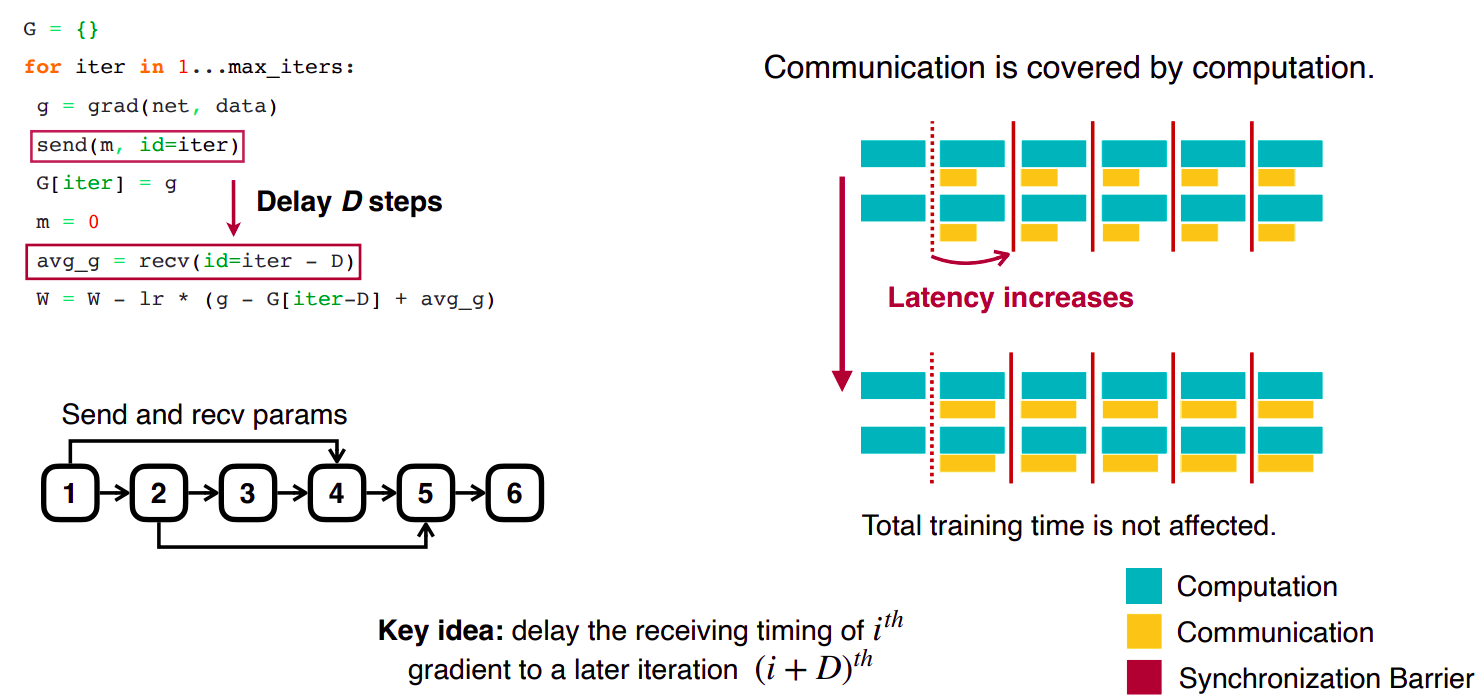 G = {}
for iter in 1...max_iters:
g = grad(net, data)
send(m, id=iter)
G[iter] = g
m = 0
avg_g = recv(id=iter - D)
W = W - lr * (g - G[iter-D] + avg_g)
Delay D steps
Send and recv params
1 2 3 4 5 6
Communication is covered by computation.
Latency increases
Total training time is not affected.
Computation
Communication
Synchronization Barrier
Key idea: delay the receiving timing of i^{th}
gradient to a later iteration (i + D)^{th}